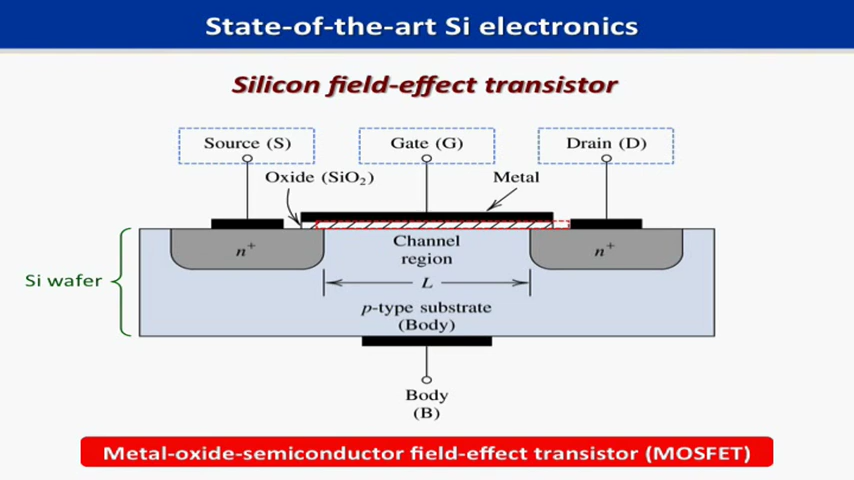 State-of-the-art Si electronics
Silicon field-effect transistor
Source (S)
Gate (G)
Drain (D)
Oxide (SiO₂)
Metal
n⁺
Channel
region
n⁺
Si wafer
L
p-type substrate
(Body)
Body
(B)
Metal-oxide-semiconductor field-effect transistor (MOSFET)